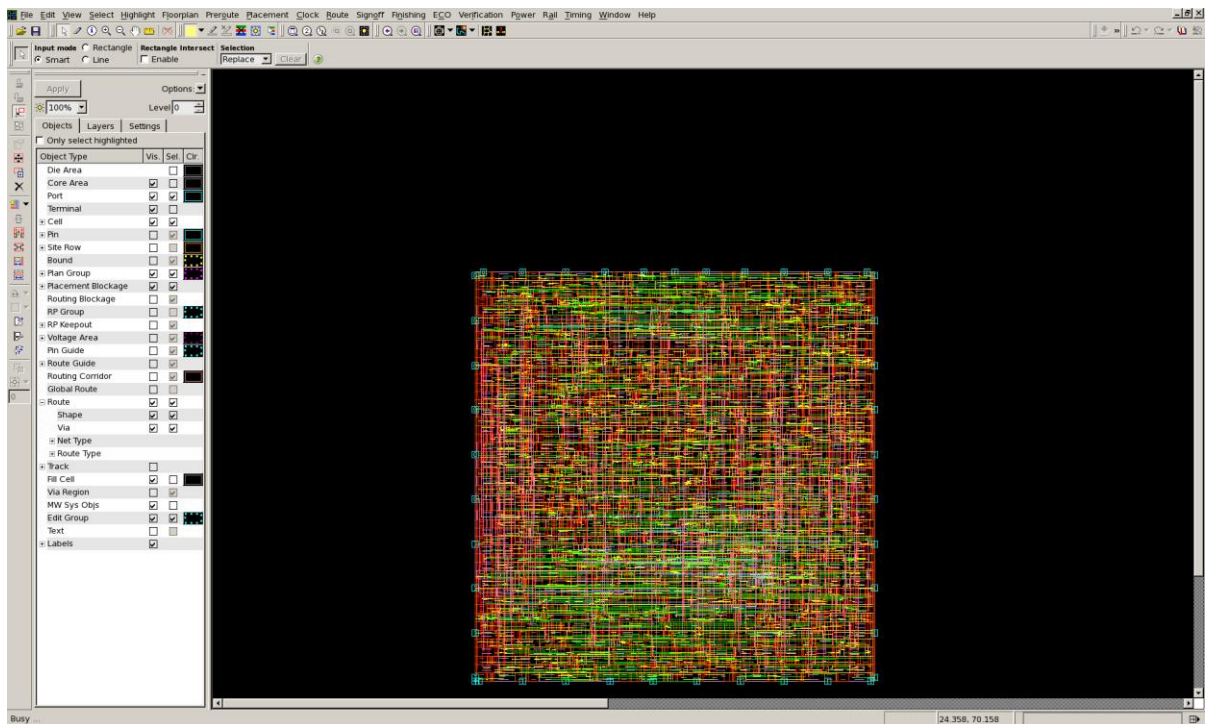 File Edit View Select Highlight Floorplan Preroute Placement Clock Route Signoff Finishing ECO Verification Power Rail Timing Window Help
Input mode Rectangle Rectangle Intersect Selection
Smart Line Enable Replace Clear
Apply Options:
100% Level 0
Objects Layers Settings
Only select highlighted
Object Type Vis. Sel. Clr.
Die Area
Core Area
Port
Terminal
Cell
Pin
Site Row
Bound
Plan Group
Placement Blockage
Routing Blockage
RP Group
RP Keepout
Voltage Area
Pin Guide
Route Guide
Routing Corridor
Global Route
Route
Shape
Via
Net Type
Route Type
Track
Fill Cell
Via Region
MW Sys Objs
Edit Group
Text
Labels
0
Busy ... 24.358, 70.158